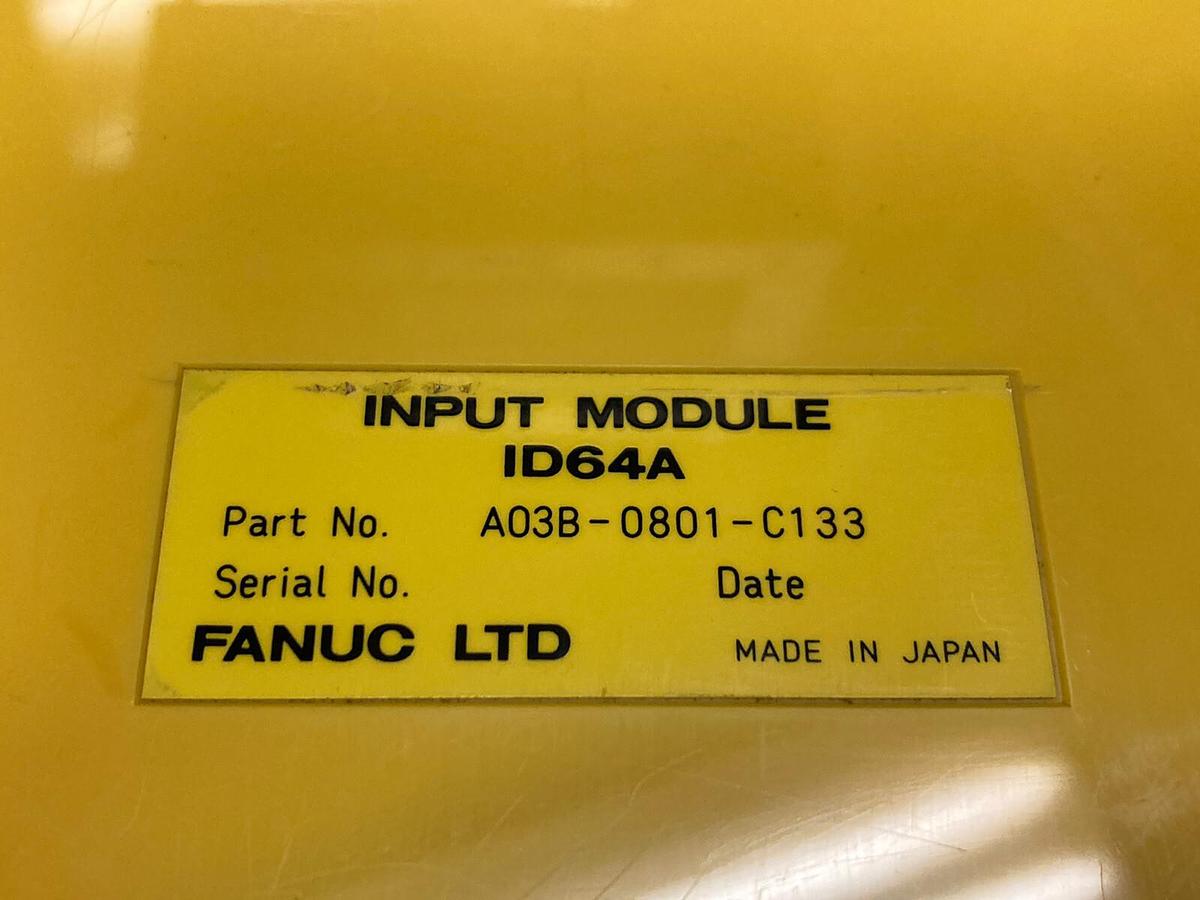 INPUT MODULE
ID64A
Part No. A03B-0801-C133
Serial No. Date
FANUC LTD MADE IN JAPAN